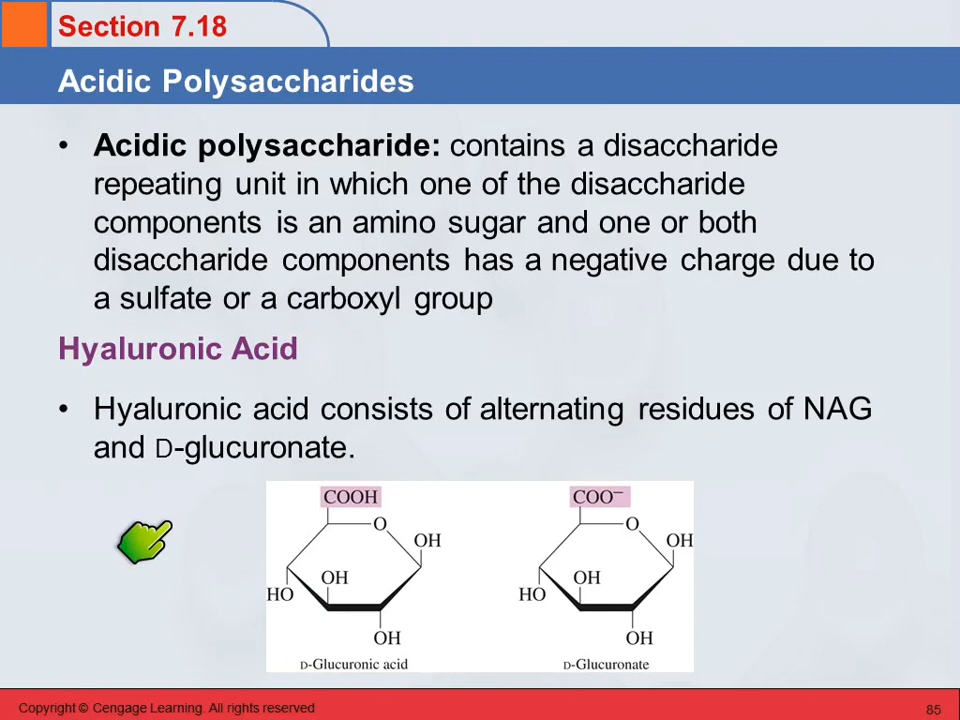 Section 7.18
Acidic Polysaccharides
• Acidic polysaccharide: contains a disaccharide
repeating unit in which one of the disaccharide
components is an amino sugar and one or both
disaccharide components has a negative charge due to
a sulfate or a carboxyl group
Hyaluronic Acid
• Hyaluronic acid consists of alternating residues of NAG
and D-glucuronate.
COOH
O
OH
OH
HO
OH
D-Glucuronic acid
COO⁻
O
OH
OH
HO
OH
D-Glucuronate
Copyright © Cengage Learning. All rights reserved
85